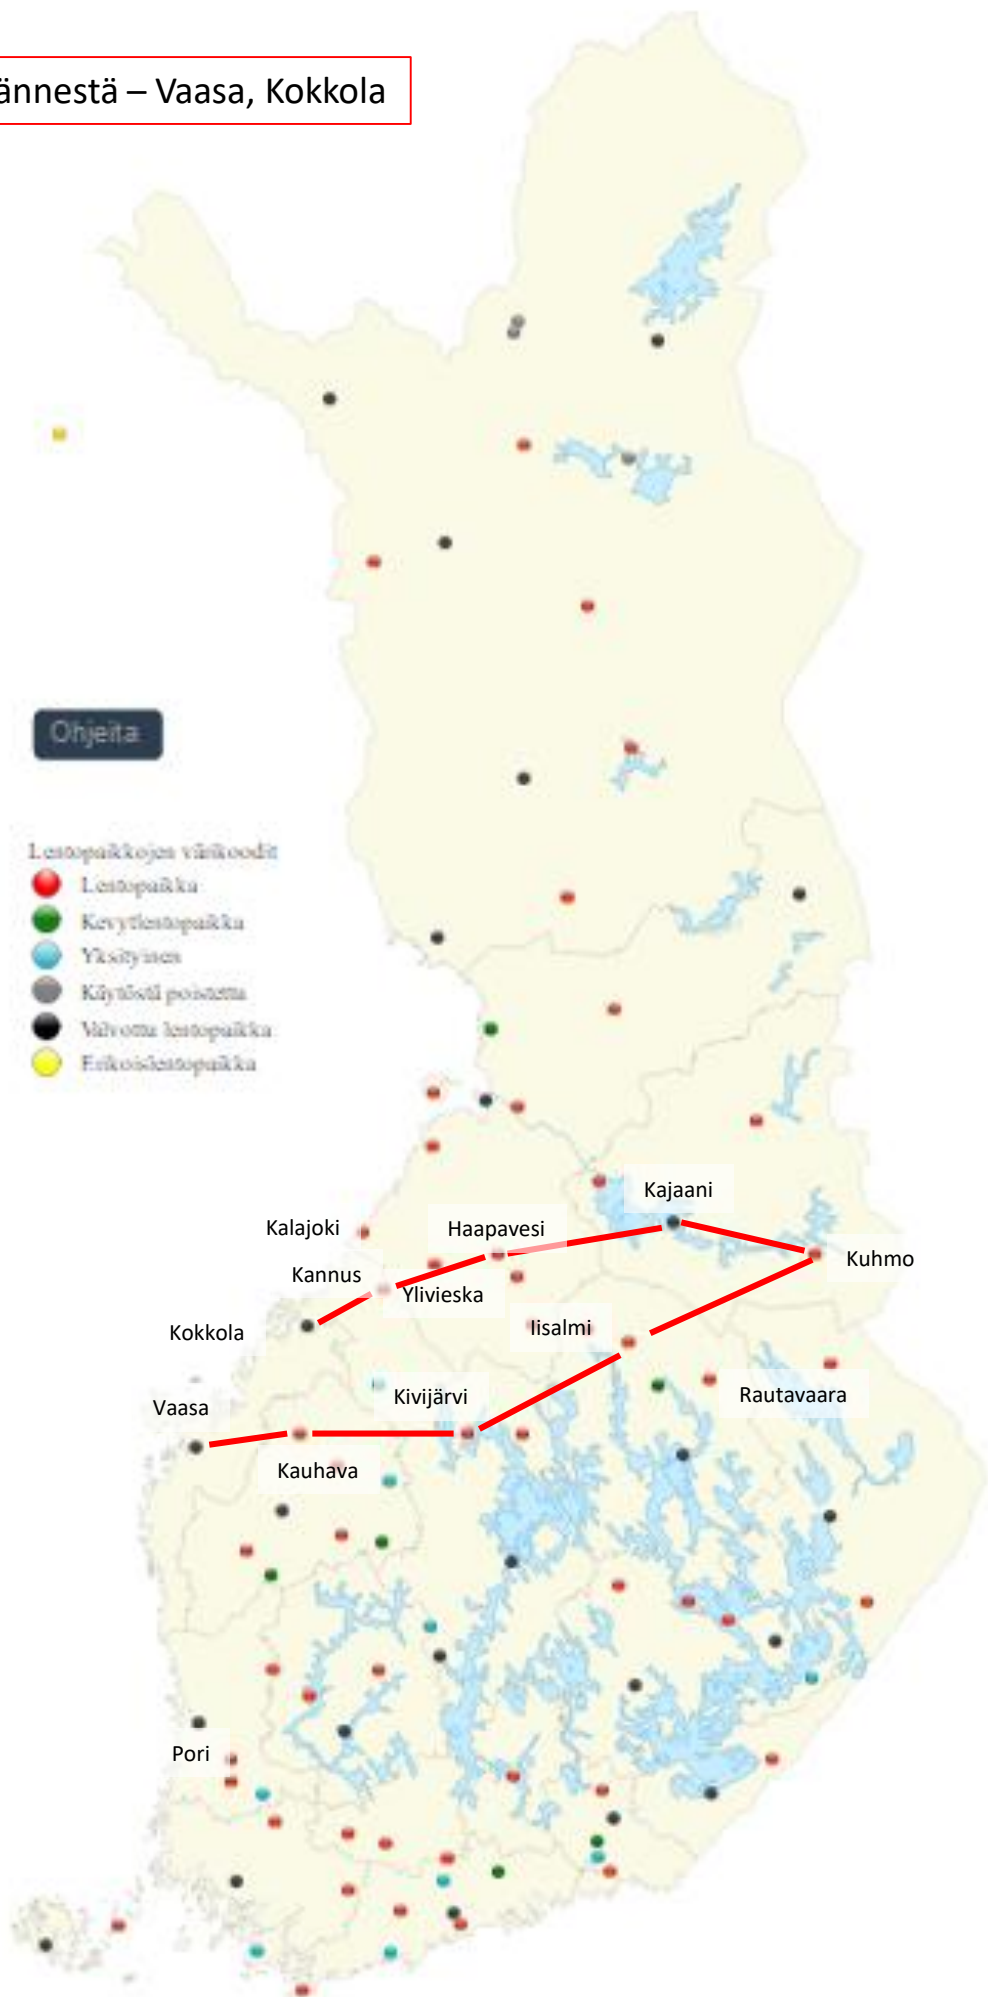 ännestä – Vaasa, Kokkola
Ohjeita
Lentopaikkojen värikoodit
Lentopaikka
Kevytlentopaikka
Yksityinen
Käytöstä poistettu
Valvottu lentopaikka
Erikoislentopaikka
Kajaani
Kalajoki
Haapavesi
Kuhmo
Kannus
Ylivieska
Kokkola
Iisalmi
Rautavaara
Kivijärvi
Vaasa
Kauhava
Pori